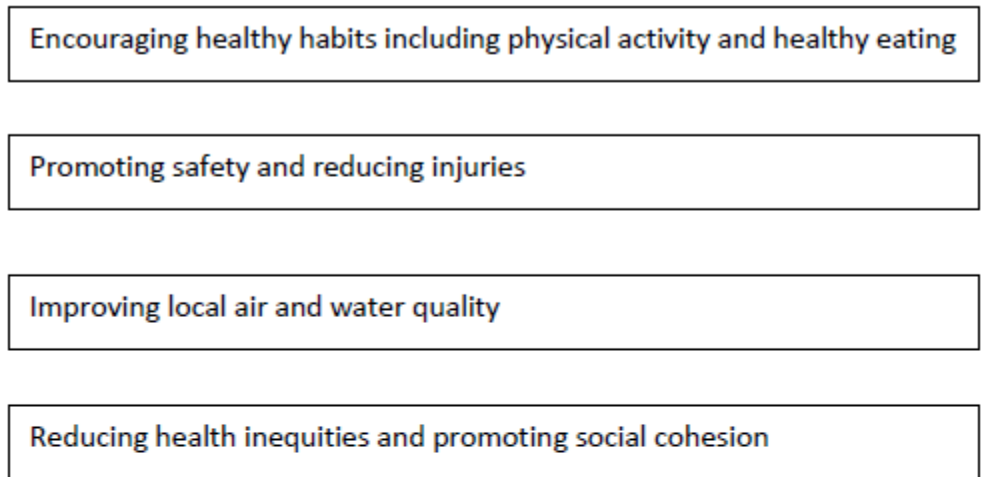 Encouraging healthy habits including physical activity and healthy eating
Promoting safety and reducing injuries
Improving local air and water quality
Reducing health inequities and promoting social cohesion